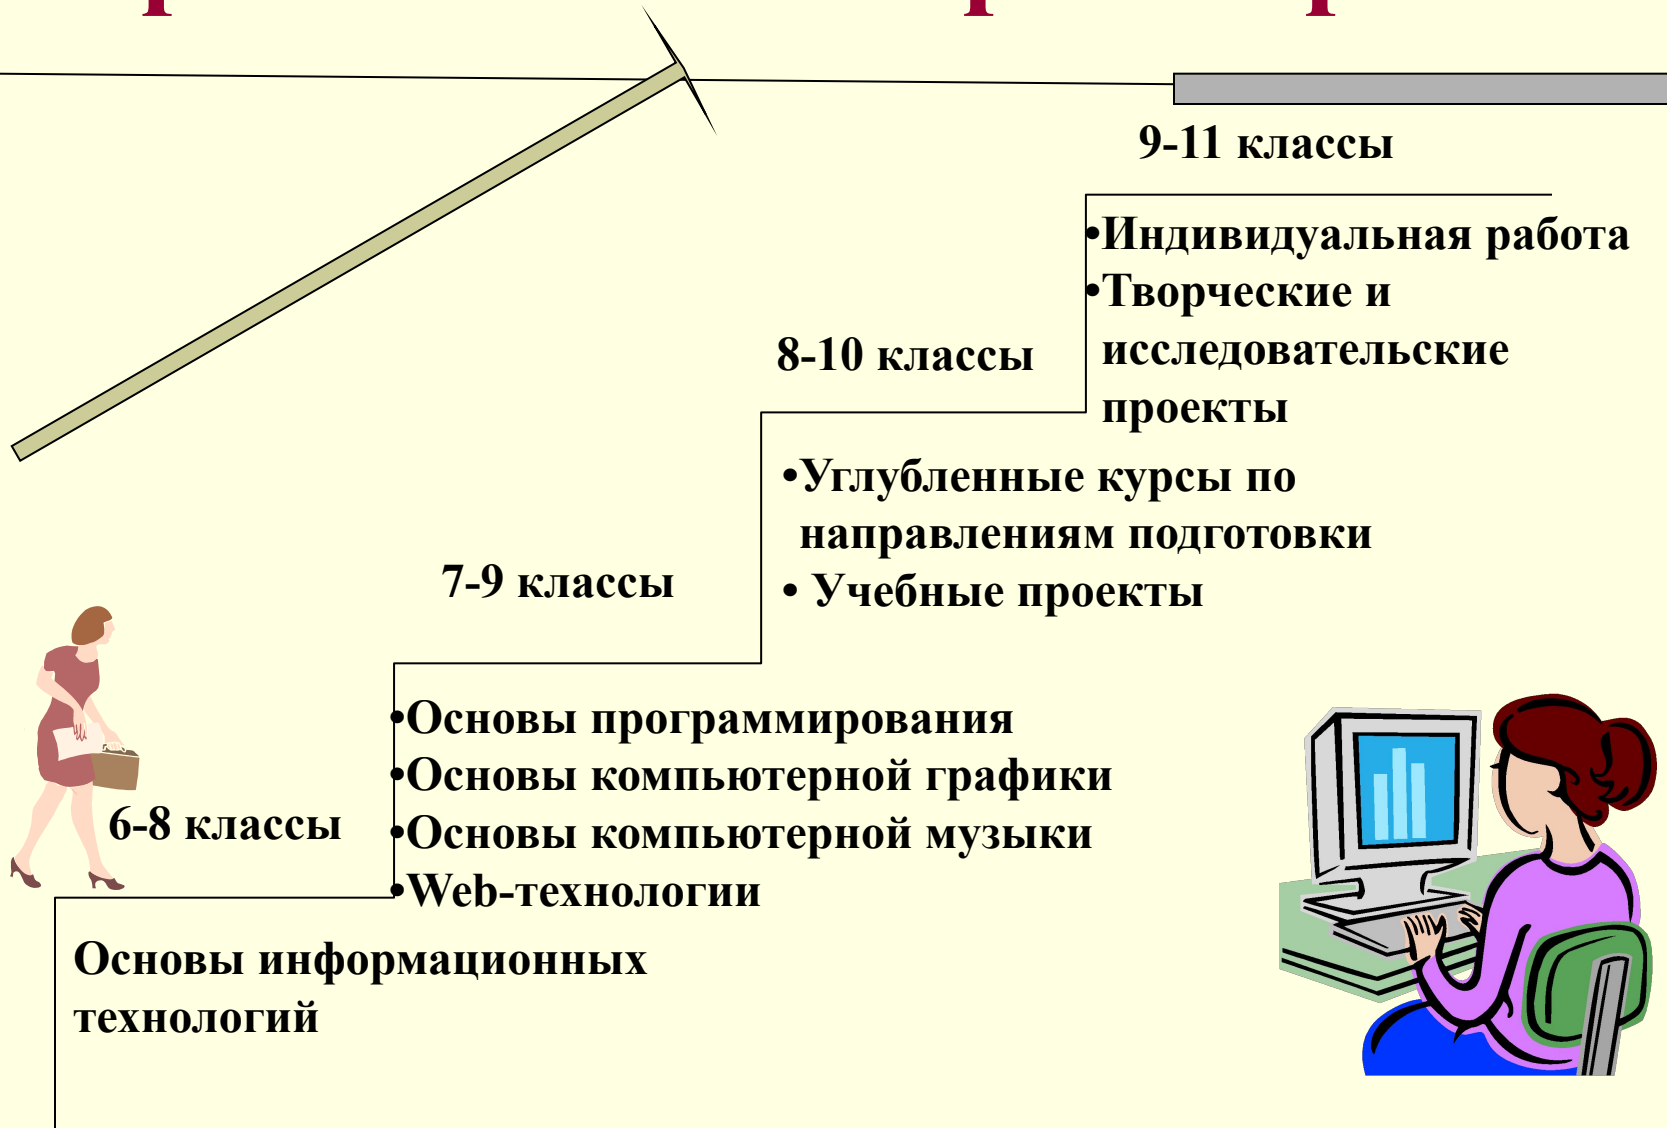 9-11 классы
•Индивидуальная работа
•Творческие и
исследовательские
проекты
8-10 классы
•Углубленные курсы по
направлениям подготовки
• Учебные проекты
7-9 классы
•Основы программирования
•Основы компьютерной графики
•Основы компьютерной музыки
•Web-технологии
6-8 классы
Основы информационных
технологий